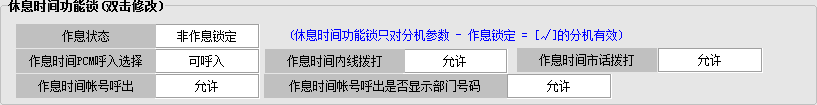 休息时间功能锁(双击修改)
作息状态 非作息锁定 (休息时间功能锁只对分机参数 - 作息锁定 = [√]的分机有效)
作息时间PCM呼入选择 可呼入 作息时间内线拨打 允许 作息时间市话拨打 允许
作息时间帐号呼出 允许 作息时间帐号呼出是否显示部门号码 允许